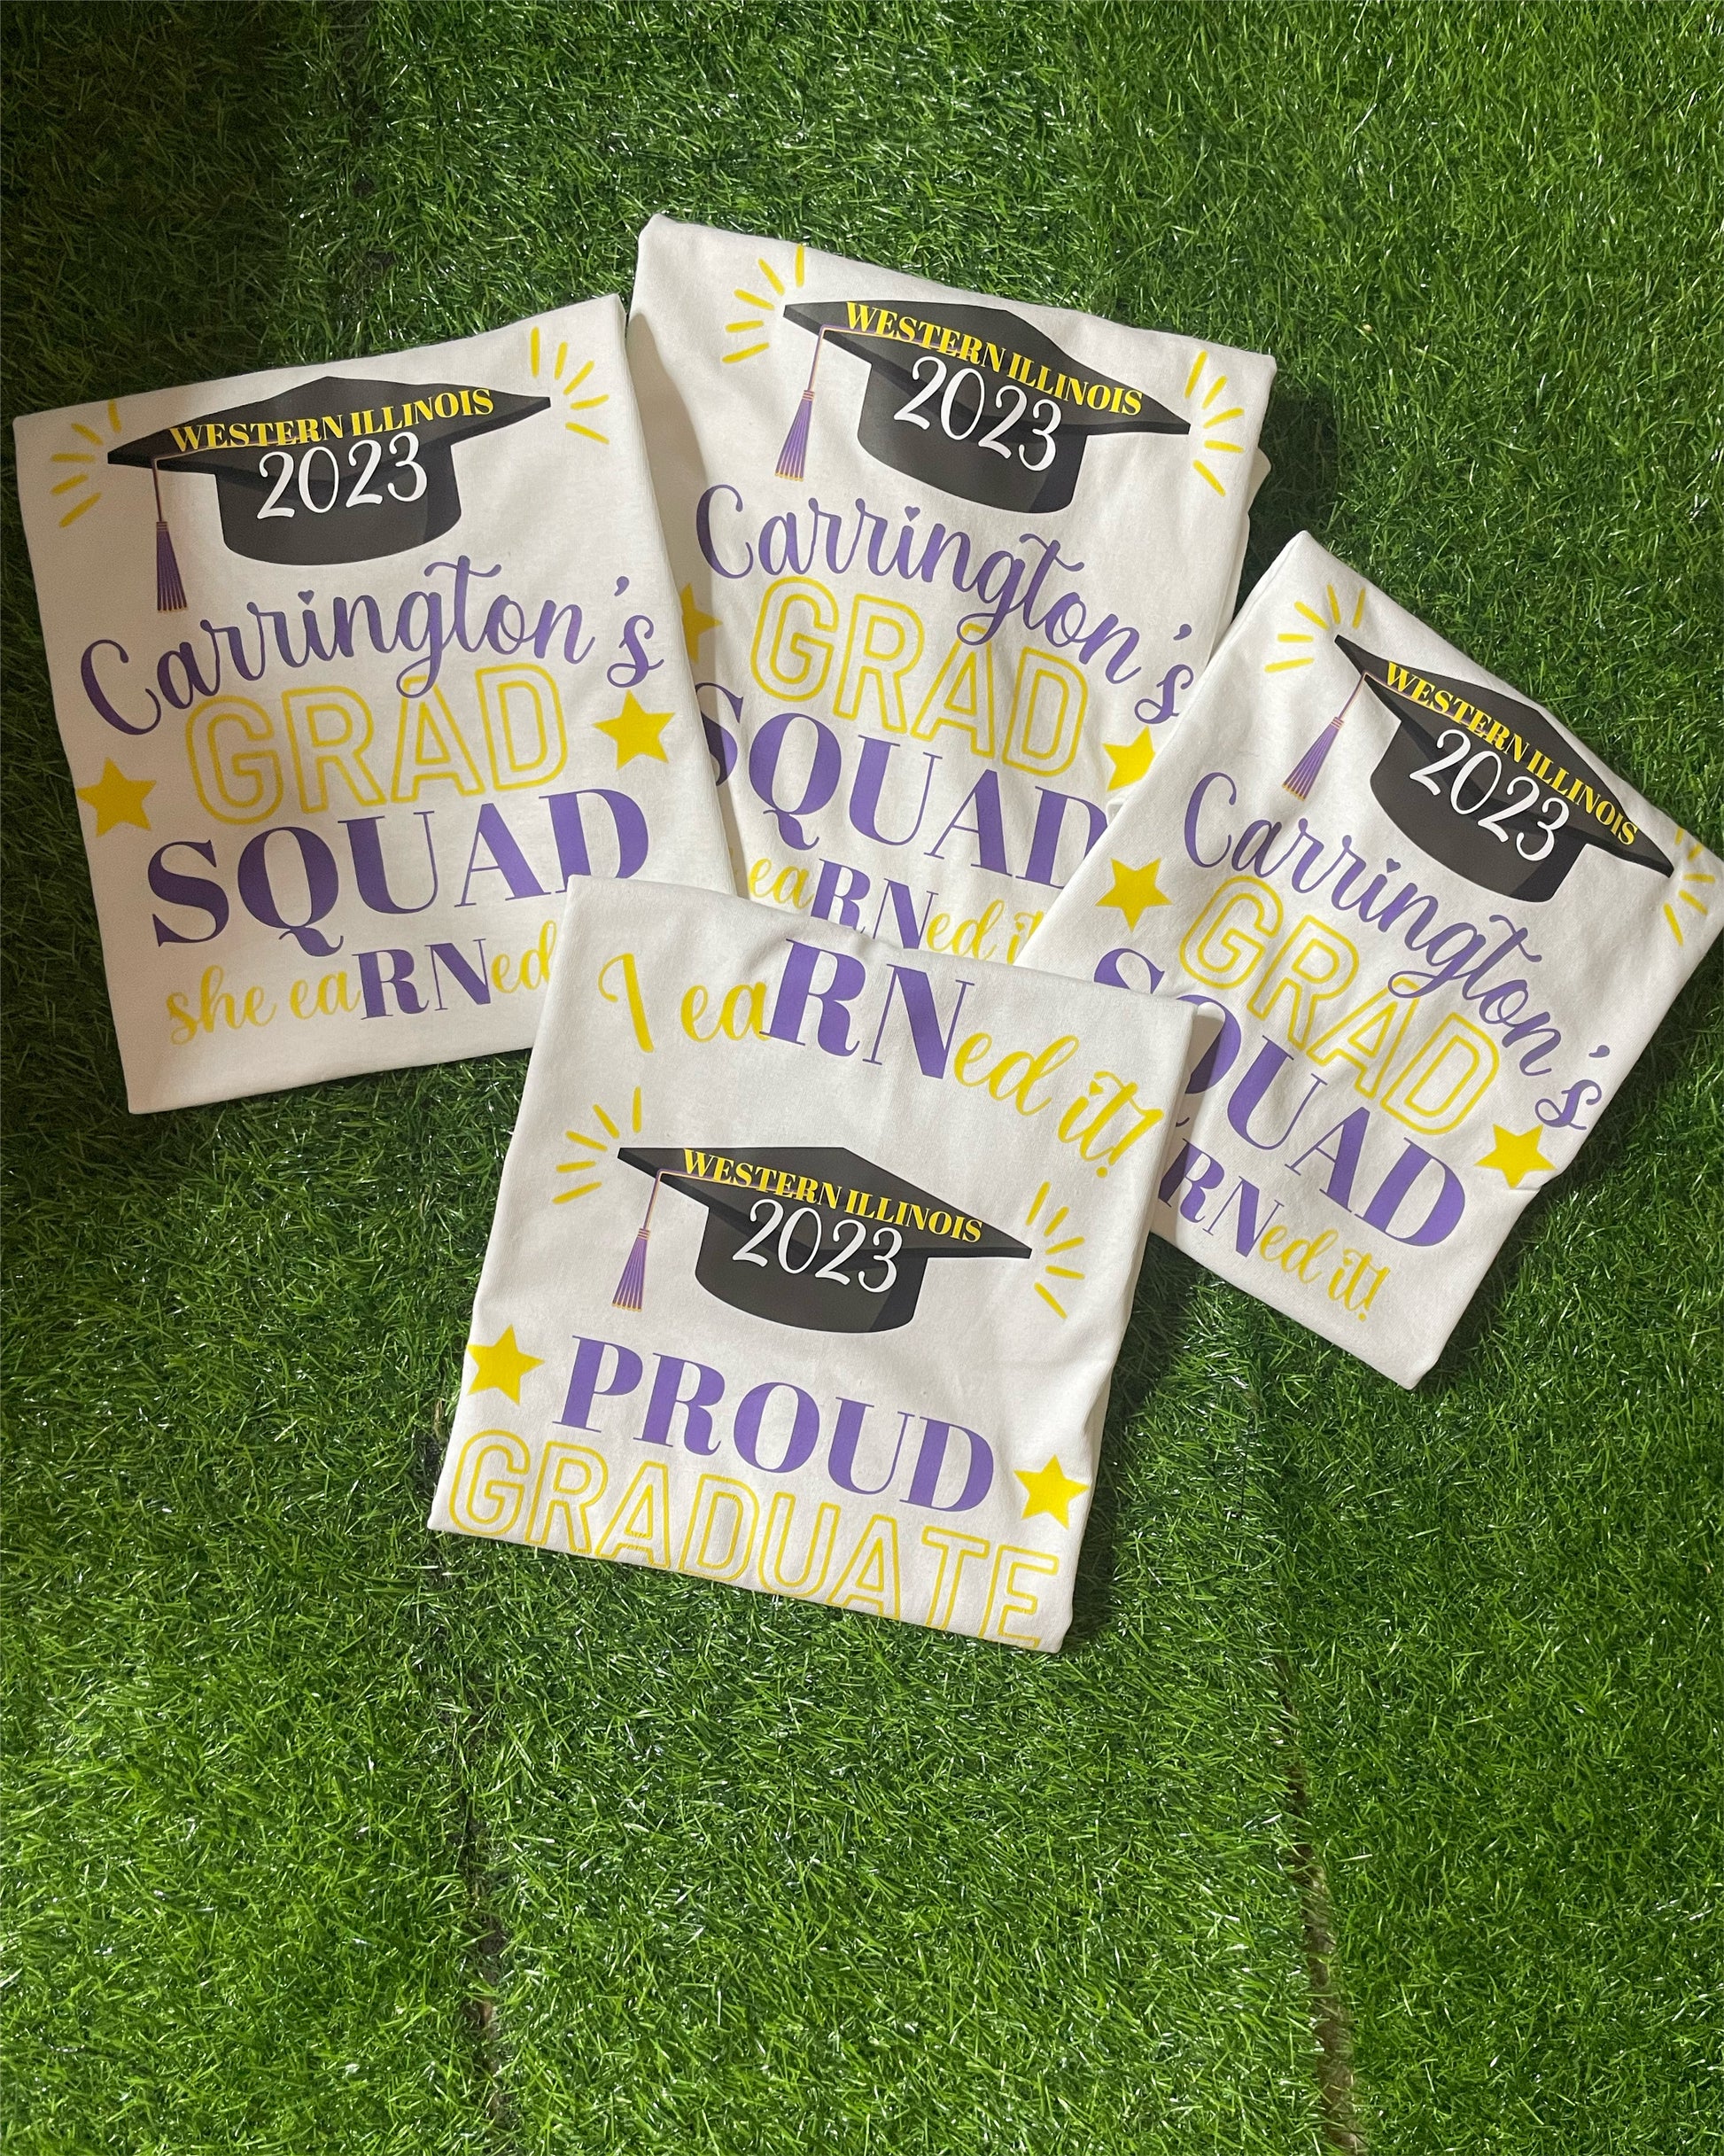 WESTERN ILLINOIS
2023
Carrington's
GRAD
SQUAD
she eaRNed
WESTERN ILLINOIS
2023
Carrington's
GRAD
SQUAD
eaRNed it
WESTERN ILLINOIS
2023
Carrington's
GRAD
SQUAD
RNed it!
I eaRNed it!
WESTERN ILLINOIS
2023
PROUD
GRADUATE